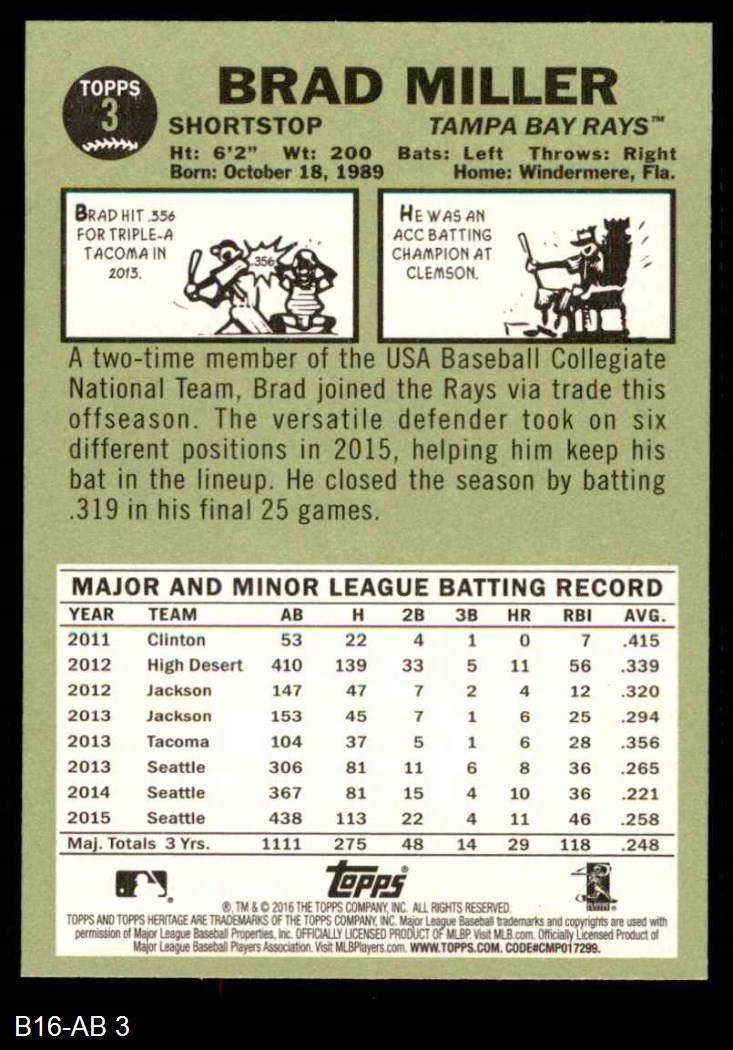 TOPPS
3
BRAD MILLER
SHORTSTOP TAMPA BAY RAYS™
Ht: 6'2" Wt: 200 Bats: Left Throws: Right
Born: October 18, 1989 Home: Windermere, Fla.
BRAD HIT .356
FOR TRIPLE-A
TACOMA IN
2013.
.356
HE WAS AN
ACC BATTING
CHAMPION AT
CLEMSON.
A two-time member of the USA Baseball Collegiate
National Team, Brad joined the Rays via trade this
offseason. The versatile defender took on six
different positions in 2015, helping him keep his
bat in the lineup. He closed the season by batting
.319 in his final 25 games.
MAJOR AND MINOR LEAGUE BATTING RECORD
YEAR TEAM AB H 2B 3B HR RBI AVG.
2011 Clinton 53 22 4 1 0 7 .415
2012 High Desert 410 139 33 5 11 56 .339
2012 Jackson 147 47 7 2 4 12 .320
2013 Jackson 153 45 7 1 6 25 .294
2013 Tacoma 104 37 5 1 6 28 .356
2013 Seattle 306 81 11 6 8 36 .265
2014 Seattle 367 81 15 4 10 36 .221
2015 Seattle 438 113 22 4 11 46 .258
Maj. Totals 3 Yrs. 1111 275 48 14 29 118 .248
Topps®
®, TM & © 2016 THE TOPPS COMPANY, INC. ALL RIGHTS RESERVED.
TOPPS AND TOPPS HERITAGE ARE TRADEMARKS OF THE TOPPS COMPANY, INC. Major League Baseball trademarks and copyrights are used with
permission of Major League Baseball Properties, Inc. OFFICIALLY LICENSED PRODUCT OF MLBP. Visit MLB.com. Officially Licensed Product of
Major League Baseball Players Association. Visit MLBPlayers.com. WWW.TOPPS.COM. CODE#CMP017299.
B16-AB 3